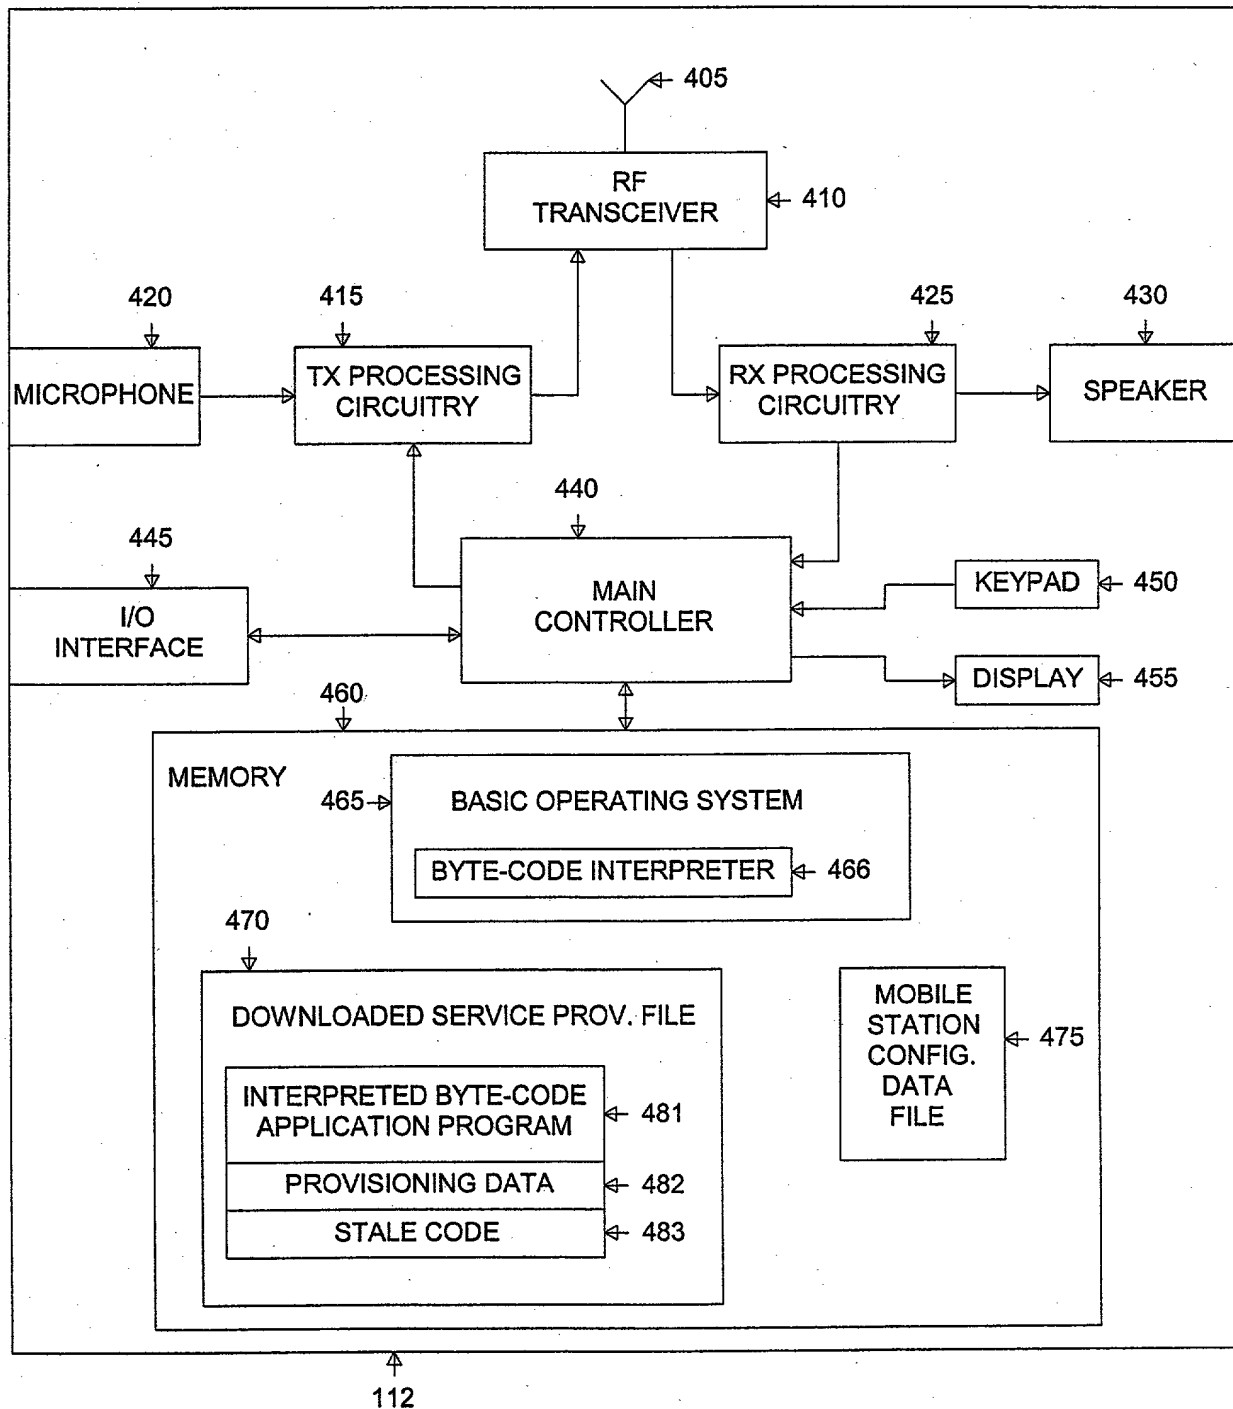 405
RF
TRANSCEIVER
410
420
415
425
430
MICROPHONE
TX PROCESSING
CIRCUITRY
RX PROCESSING
CIRCUITRY
SPEAKER
440
445
I/O
INTERFACE
MAIN
CONTROLLER
KEYPAD
450
DISPLAY
455
460
MEMORY
465
BASIC OPERATING SYSTEM
BYTE-CODE INTERPRETER
466
470
DOWNLOADED SERVICE PROV. FILE
INTERPRETED BYTE-CODE
APPLICATION PROGRAM
481
PROVISIONING DATA
482
STALE CODE
483
MOBILE
STATION
CONFIG.
DATA
FILE
475
112